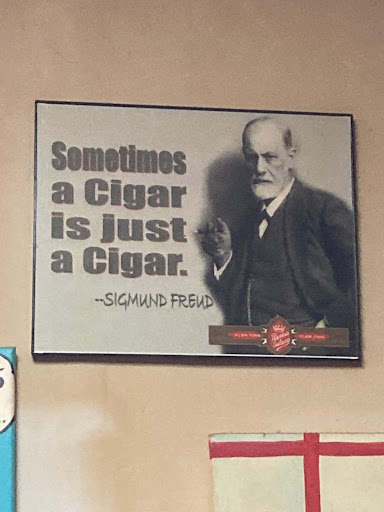 Sometimes
a Cigar
is just
a Cigar.
--SIGMUND FREUD